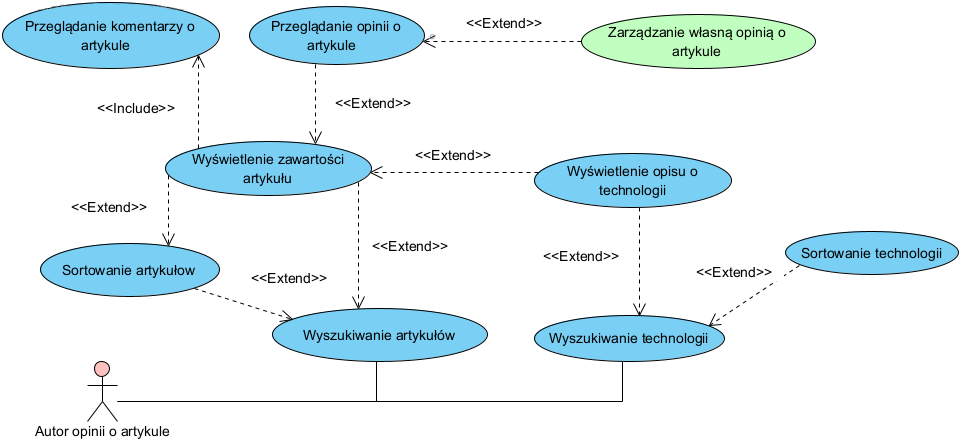 Przeglądanie komentarzy o
artykule
Przeglądanie opinii o
artykule
<<Extend>>
Zarządzanie własną opinią o
artykule
<<Include>>
<<Extend>>
Wyświetlenie zawartości
artykułu
<<Extend>>
Wyświetlenie opisu o
technologii
<<Extend>>
<<Extend>>
<<Extend>>
Sortowanie technologii
Sortowanie artykułow
<<Extend>>
<<Extend>>
Wyszukiwanie artykułów
Wyszukiwanie technologii
Autor opinii o artykule